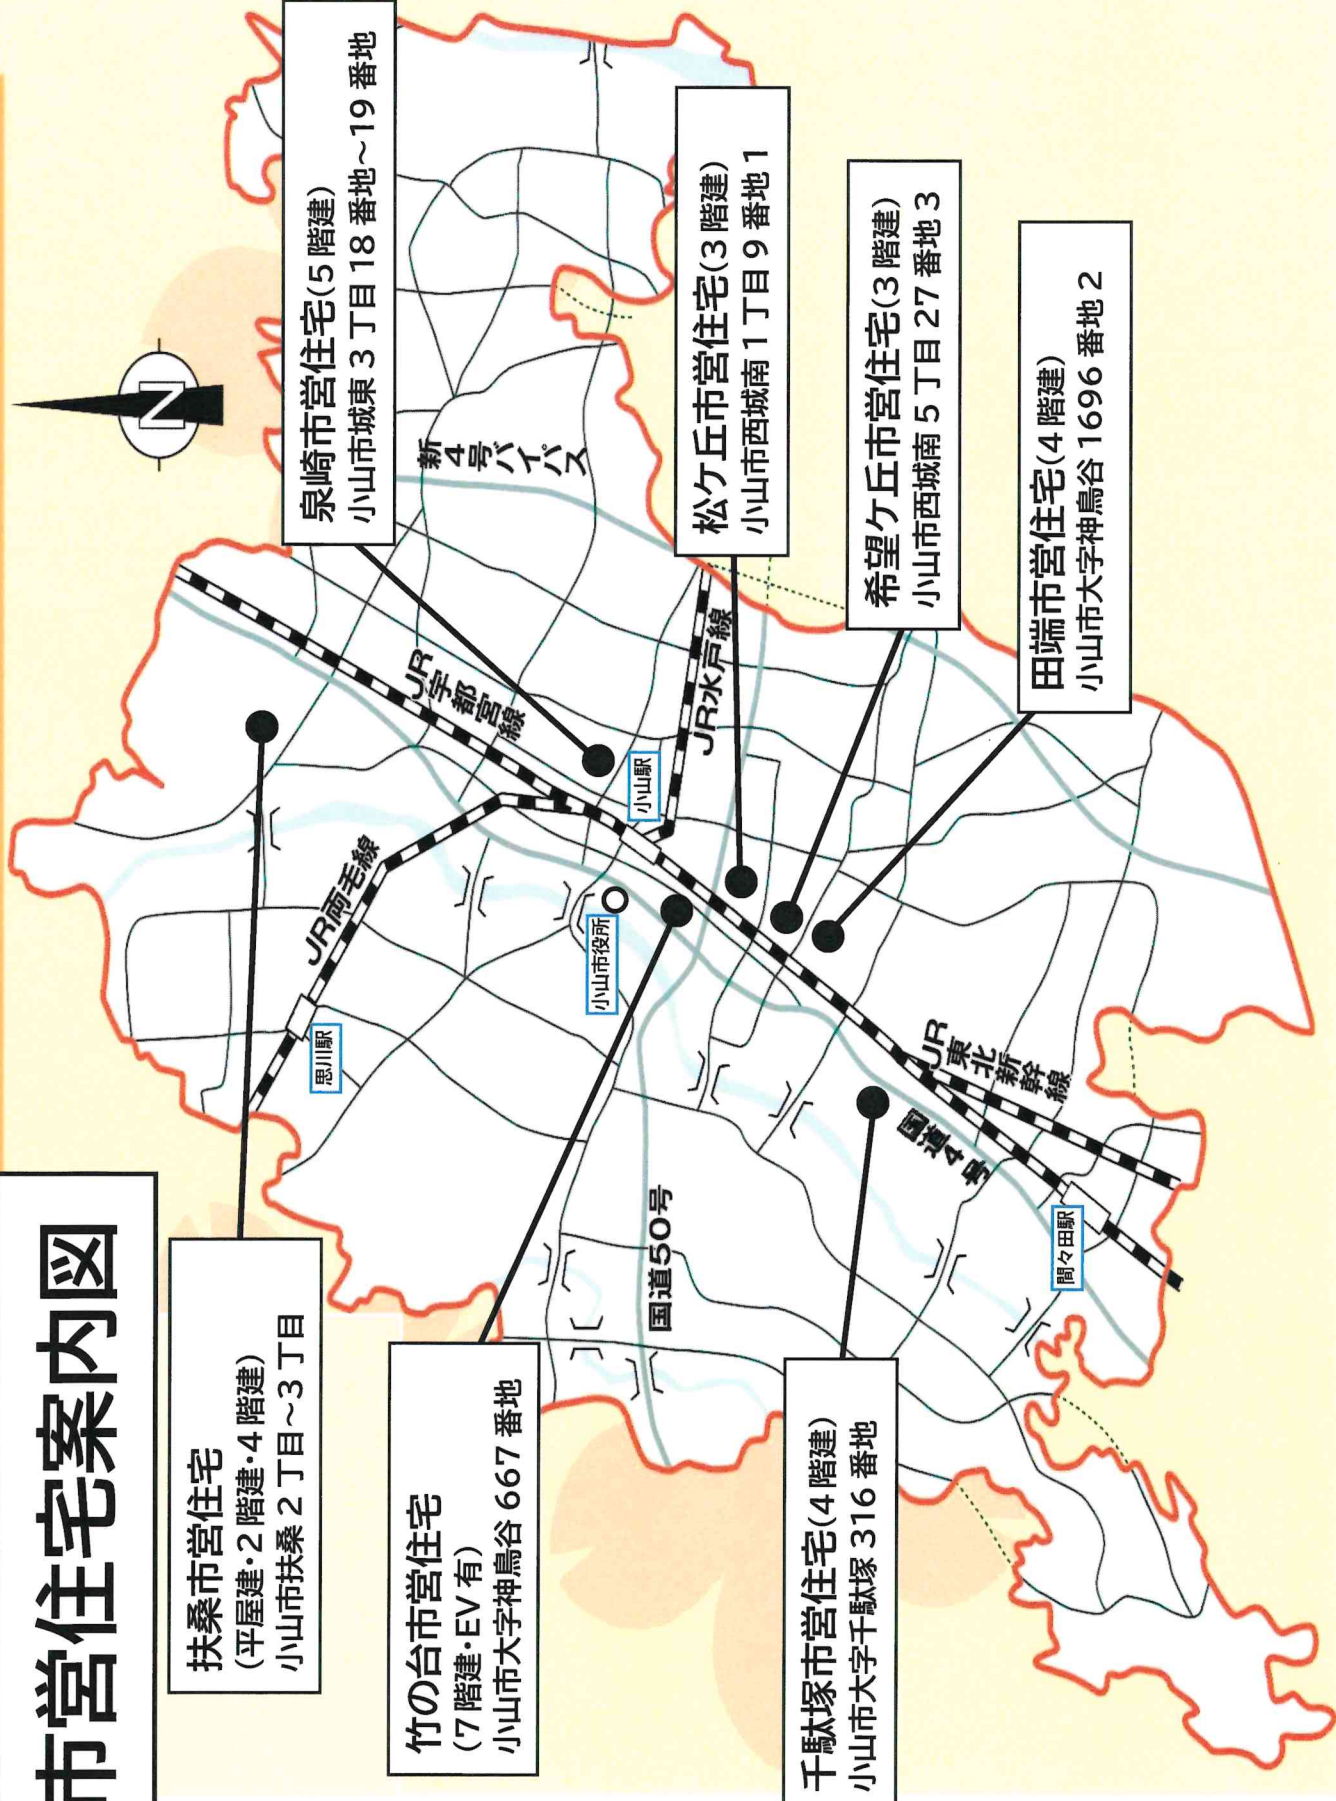 市営住宅案内図
扶桑市営住宅
(平屋建・2階建・4階建)
小山市扶桑2丁目～3丁目
竹の台市営住宅
(7階建・EV有)
小山市大字神鳥谷667番地
千駄塚市営住宅(4階建)
小山市大字千駄塚316番地
泉崎市営住宅(5階建)
小山市城東3丁目18番地～19番地
松ケ丘市営住宅(3階建)
小山市西城南1丁目9番地1
希望ケ丘市営住宅(3階建)
小山市西城南5丁目27番地3
田端市営住宅(4階建)
小山市大字神鳥谷1696番地2
N
新4号バイパス
JR宇都宮線
JR水戸線
JR両毛線
小山駅
小山市役所
思川駅
国道50号
国道4号
JR東北新幹線
間々田駅